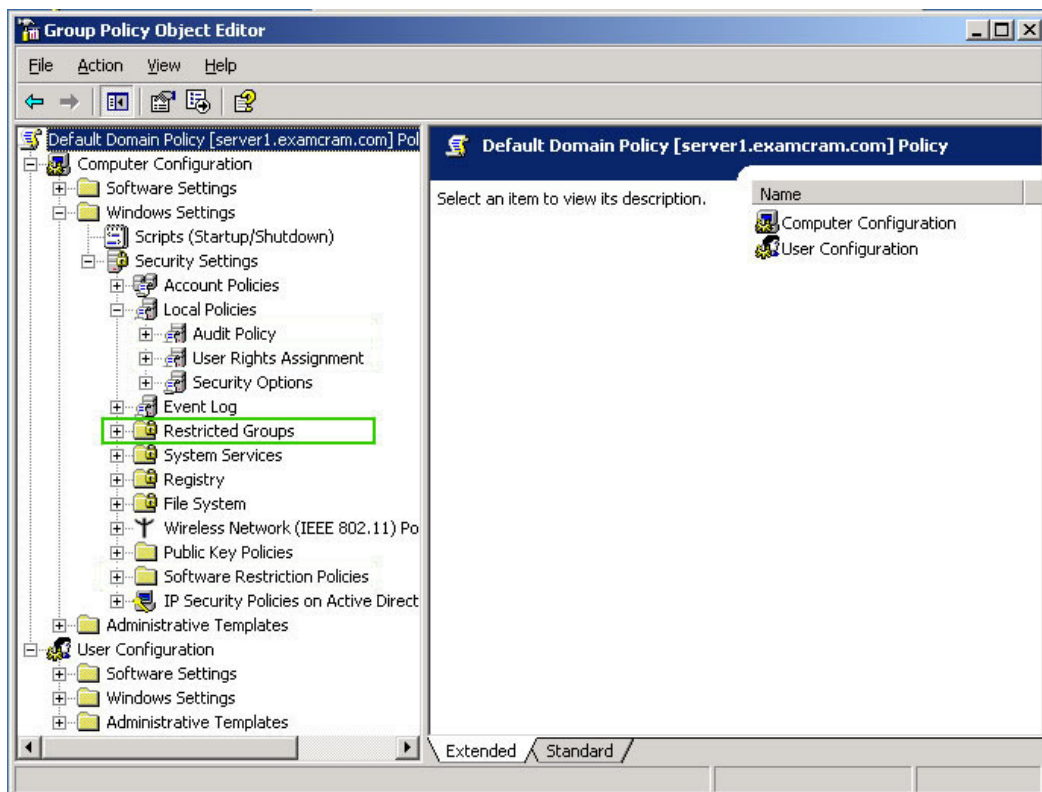 Group Policy Object Editor
File Action View Help
Default Domain Policy [server1.examcram.com] Pol
Computer Configuration
Software Settings
Windows Settings
Scripts (Startup/Shutdown)
Security Settings
Account Policies
Local Policies
Audit Policy
User Rights Assignment
Security Options
Event Log
Restricted Groups
System Services
Registry
File System
Wireless Network (IEEE 802.11) Po
Public Key Policies
Software Restriction Policies
IP Security Policies on Active Direct
Administrative Templates
User Configuration
Software Settings
Windows Settings
Administrative Templates
Default Domain Policy [server1.examcram.com] Policy
Select an item to view its description.
Name
Computer Configuration
User Configuration
Extended Standard